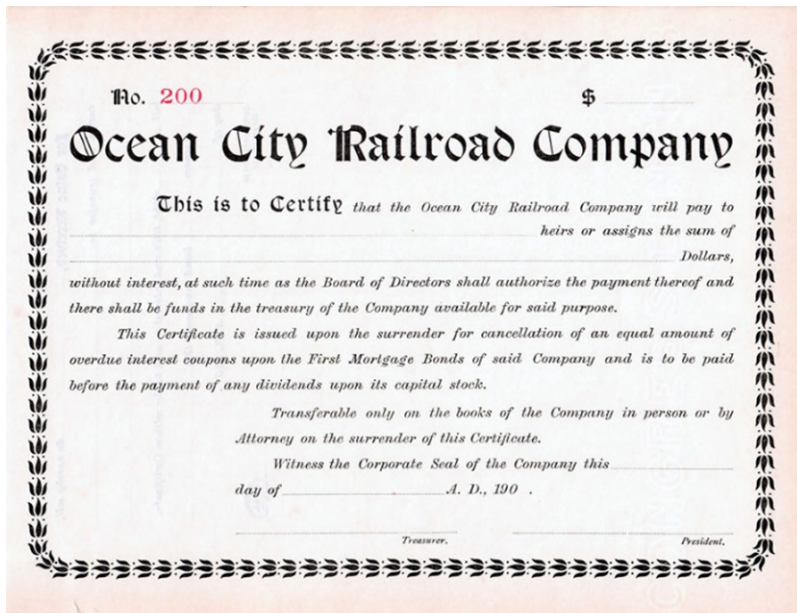 No. 200 $
Ocean City Railroad Company
This is to Certify that the Ocean City Railroad Company will pay to
heirs or assigns the sum of
Dollars,
without interest, at such time as the Board of Directors shall authorize the payment thereof and
there shall be funds in the treasury of the Company available for said purpose.
This Certificate is issued upon the surrender for cancellation of an equal amount of
overdue interest coupons upon the First Mortgage Bonds of said Company and is to be paid
before the payment of any dividends upon its capital stock.
Transferable only on the books of the Company in person or by
Attorney on the surrender of this Certificate.
Witness the Corporate Seal of the Company this
day of A. D., 190 .
Treasurer. President.